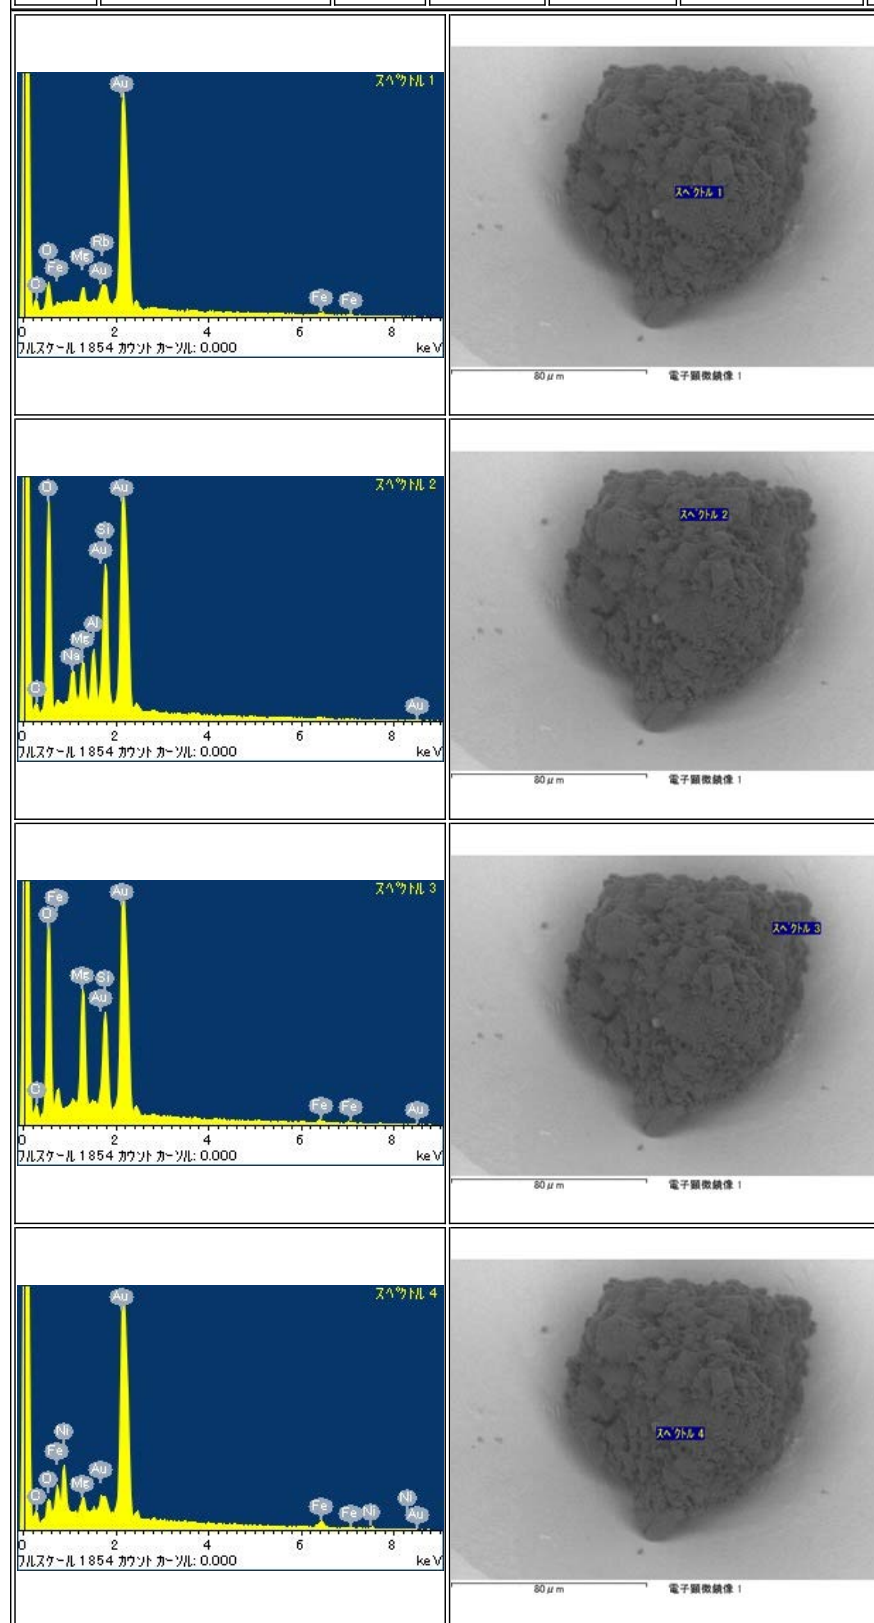 スペクトル 1
Au
Rb
O
Mg
Fe
Au
C
Fe
Fe
0 2 4 6 8
フルスケール 1854 カウント カーソル: 0.000 keV
スペクトル 1
80μm 電子顕微鏡像 1
スペクトル 2
O
Au
Si
Au
Al
Mg
Na
C
Au
0 2 4 6 8
フルスケール 1854 カウント カーソル: 0.000 keV
スペクトル 2
80μm 電子顕微鏡像 1
スペクトル 3
Fe
Au
O
Mg
Si
Au
C
Fe
Fe
Au
0 2 4 6 8
フルスケール 1854 カウント カーソル: 0.000 keV
スペクトル 3
80μm 電子顕微鏡像 1
スペクトル 4
Au
Ni
Fe
Au
O
Mg
C
Ni
Fe
Fe
Ni
Au
0 2 4 6 8
フルスケール 1854 カウント カーソル: 0.000 keV
スペクトル 4
80μm 電子顕微鏡像 1